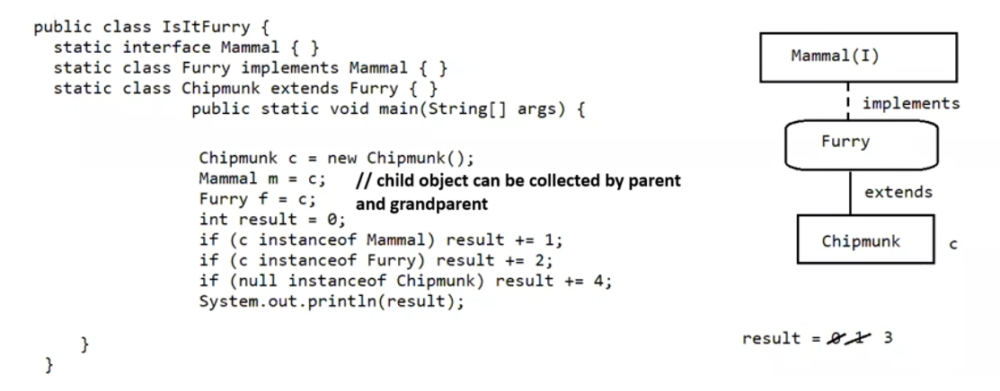 public class IsItFurry {
static interface Mammal { }
static class Furry implements Mammal { }
static class Chipmunk extends Furry { }
public static void main(String[] args) {
Chipmunk c = new Chipmunk();
Mammal m = c; // child object can be collected by parent
Furry f = c; and grandparent
int result = 0;
if (c instanceof Mammal) result += 1;
if (c instanceof Furry) result += 2;
if (null instanceof Chipmunk) result += 4;
System.out.println(result);
}
}
Mammal(I)
implements
Furry
extends
Chipmunk c
result = 0 1 3